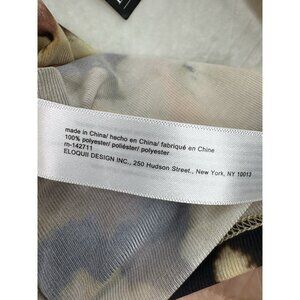 made in China/ hecho en China/ fabriqué en Chine
100% polyester/ poliéster/ polyester
rn-142711
ELOQUII DESIGN INC., 250 Hudson Street., New York, NY 10013